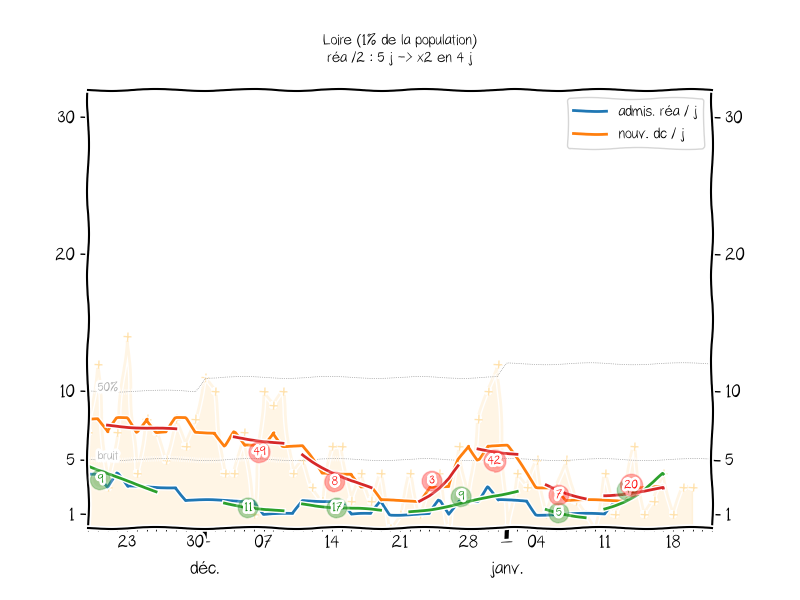 Loire (1% de la population)
réa /2 : 5 j -> x2 en 4 j
admis. réa / j
nouv. dc / j
30 30
20 20
50%
10 10
bruit
5 5
1 1
9 49 11 8 17 3 9 42 7 5 20
23 30 07 14 21 28 1 04 11 18
déc. janv.